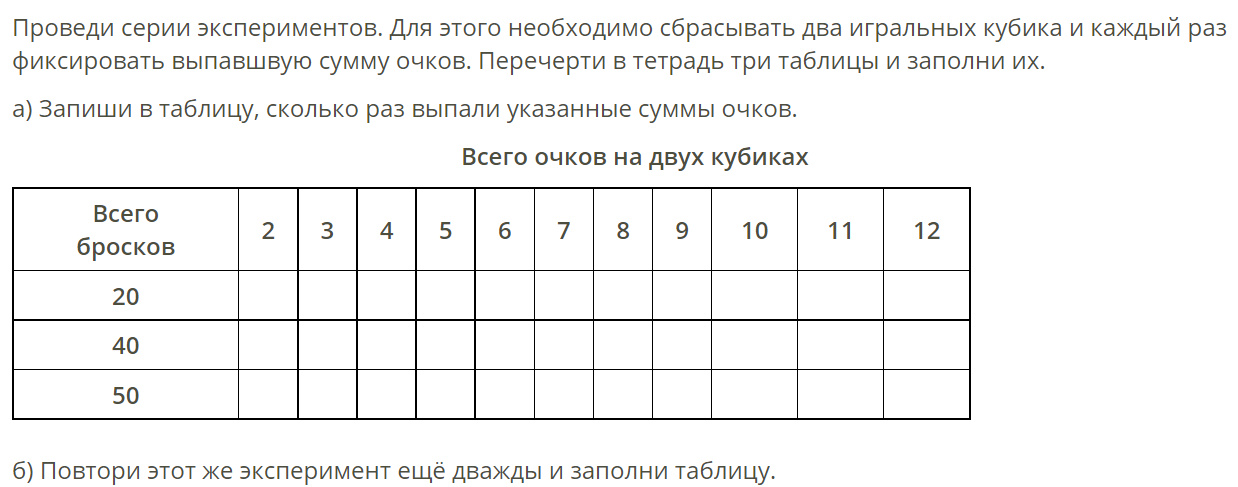 Проведи серии экспериментов. Для этого необходимо сбрасывать два игральных кубика и каждый раз
фиксировать выпавшвую сумму очков. Перечерти в тетрадь три таблицы и заполни их.
а) Запиши в таблицу, сколько раз выпали указанные суммы очков.
Всего очков на двух кубиках
Всего
бросков
2 3 4 5 6 7 8 9 10 11 12
20
40
50
б) Повтори этот же эксперимент ещё дважды и заполни таблицу.